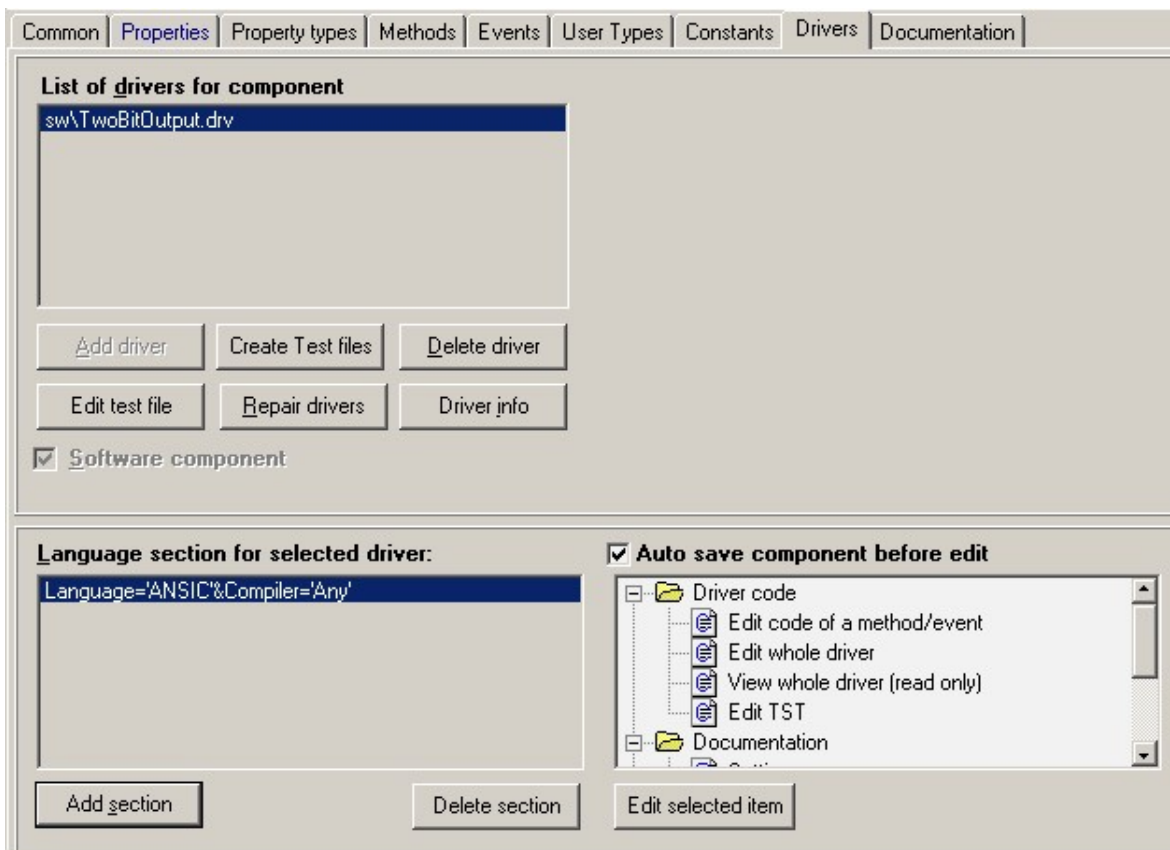 Common Properties Property types Methods Events User Types Constants Drivers Documentation
List of drivers for component
sw\TwoBitOutput.drv
Add driver Create Test files Delete driver
Edit test file Repair drivers Driver info
Software component
Language section for selected driver:
Language='ANSIC'&Compiler='Any'
Add section Delete section
Auto save component before edit
Driver code
Edit code of a method/event
Edit whole driver
View whole driver (read only)
Edit TST
Documentation
Edit selected item